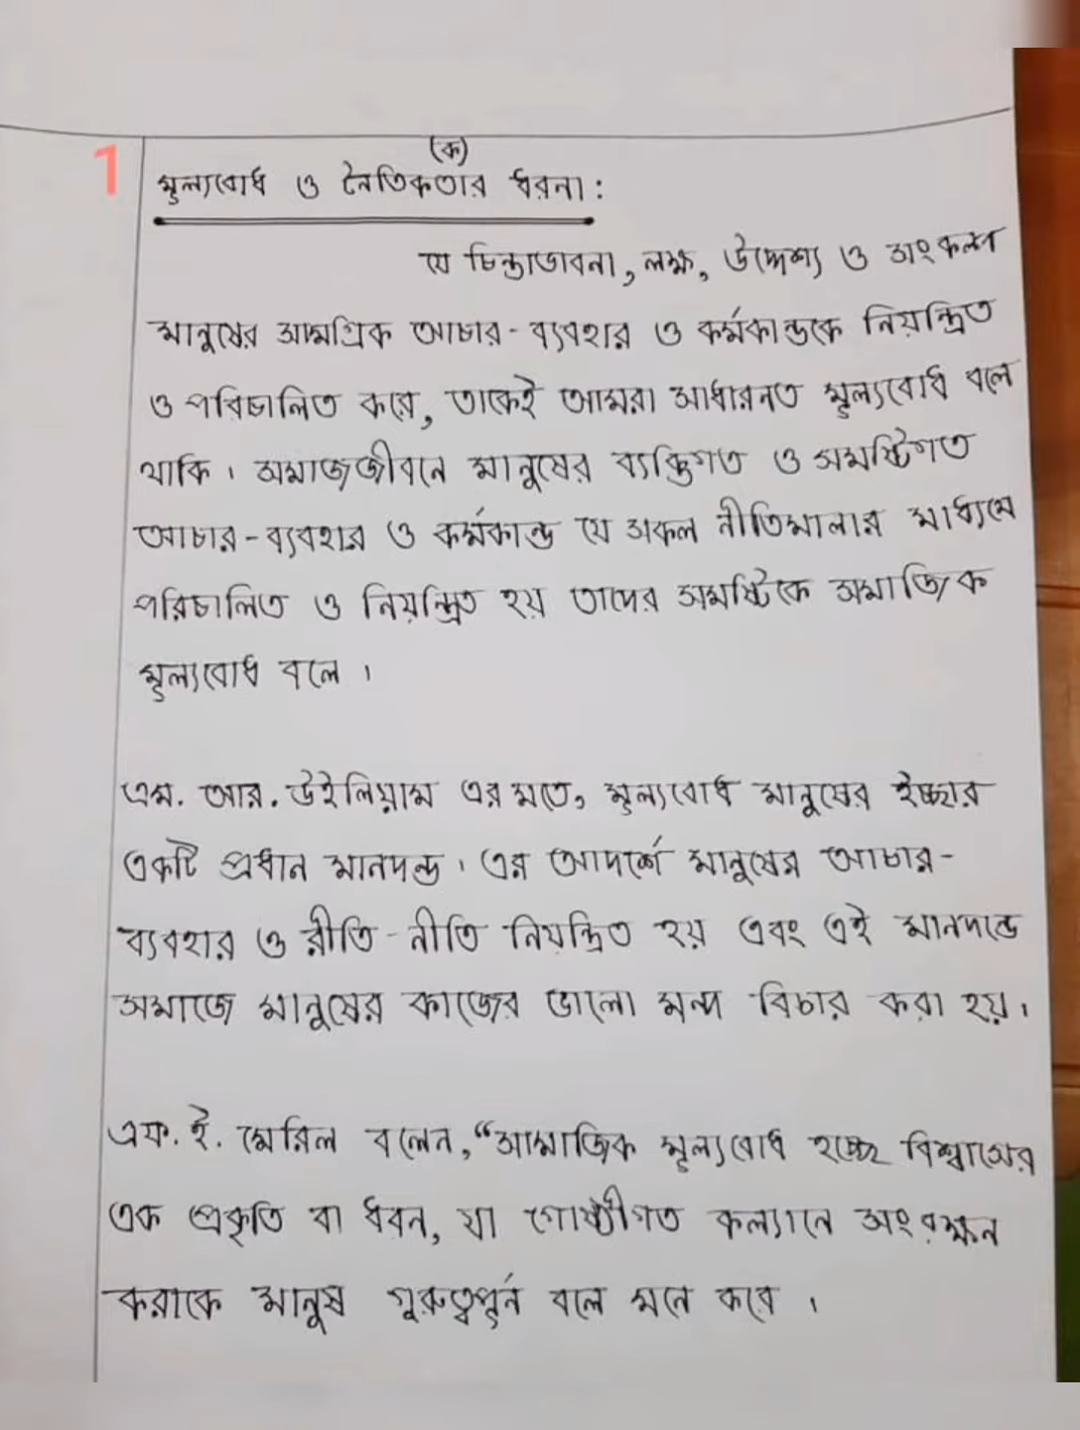 1
(ক)
মূল্যবোধ ও নৈতিকতার ধরনা :
যে চিন্তাভাবনা, লক্ষ, উদ্দেশ্য ও সংকল্প
মানুষের সামগ্রিক আচার-ব্যবহার ও কর্মকান্ডকে নিয়ন্ত্রিত
ও পরিচালিত করে, তাকেই আমরা সাধারনত মূল্যবোধ বলে
থাকি। সমাজজীবনে মানুষের ব্যক্তিগত ও সমষ্টিগত
আচার-ব্যবহার ও কর্মকান্ড যে সকল নীতিমালার মাধ্যমে
পরিচালিত ও নিয়ন্ত্রিত হয় তাদের সমষ্টিকে সমাজিক
মূল্যবোধ বলে।
এম. আর. উইলিয়াম এর মতে, মূল্যবোধ মানুষের ইচ্ছার
একটি প্রধান মানদন্ড। এর আদর্শে মানুষের আচার-
ব্যবহার ও রীতি-নীতি নিয়ন্ত্রিত হয় এবং এই মানদন্ডে
সমাজে মানুষের কাজের ভালো মন্দ বিচার করা হয়।
এফ. ই. মেরিল বলেন, “সামাজিক মূল্যবোধ হচ্ছে বিশ্বাসের
এক প্রকৃতি বা ধরন, যা গোষ্ঠীগত কল্যানে সংরক্ষন
করাকে মানুষ গুরুত্বপূর্ন বলে মনে করে।